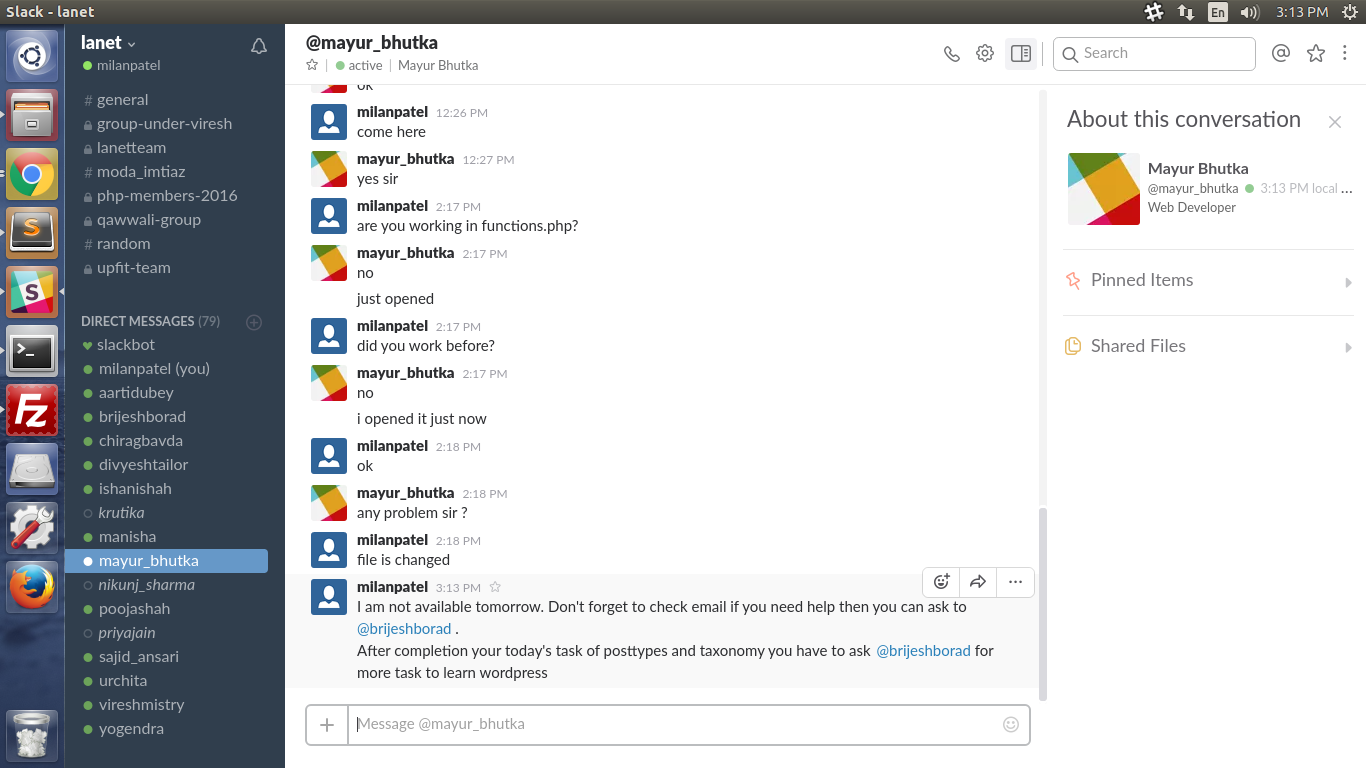 Slack - lanet
En
3:13 PM
lanet
milanpatel
# general
group-under-viresh
lanetteam
# moda_imtiaz
php-members-2016
qawwali-group
# random
upfit-team
DIRECT MESSAGES (79)
slackbot
milanpatel (you)
aartidubey
brijeshborad
chiragbavda
divyeshtailor
ishanishah
krutika
manisha
mayur_bhutka
nikunj_sharma
poojashah
priyajain
sajid_ansari
urchita
vireshmistry
yogendra
@mayur_bhutka
active | Mayur Bhutka
Search
ok
milanpatel 12:26 PM
come here
mayur_bhutka 12:27 PM
yes sir
milanpatel 2:17 PM
are you working in functions.php?
mayur_bhutka 2:17 PM
no
just opened
milanpatel 2:17 PM
did you work before?
mayur_bhutka 2:17 PM
no
i opened it just now
milanpatel 2:18 PM
ok
mayur_bhutka 2:18 PM
any problem sir ?
milanpatel 2:18 PM
file is changed
milanpatel 3:13 PM
I am not available tomorrow. Don't forget to check email if you need help then you can ask to
@brijeshborad .
After completion your today's task of posttypes and taxonomy you have to ask @brijeshborad for
more task to learn wordpress
Message @mayur_bhutka
About this conversation
Mayur Bhutka
@mayur_bhutka 3:13 PM local ...
Web Developer
Pinned Items
Shared Files
S
S
>_
Fz